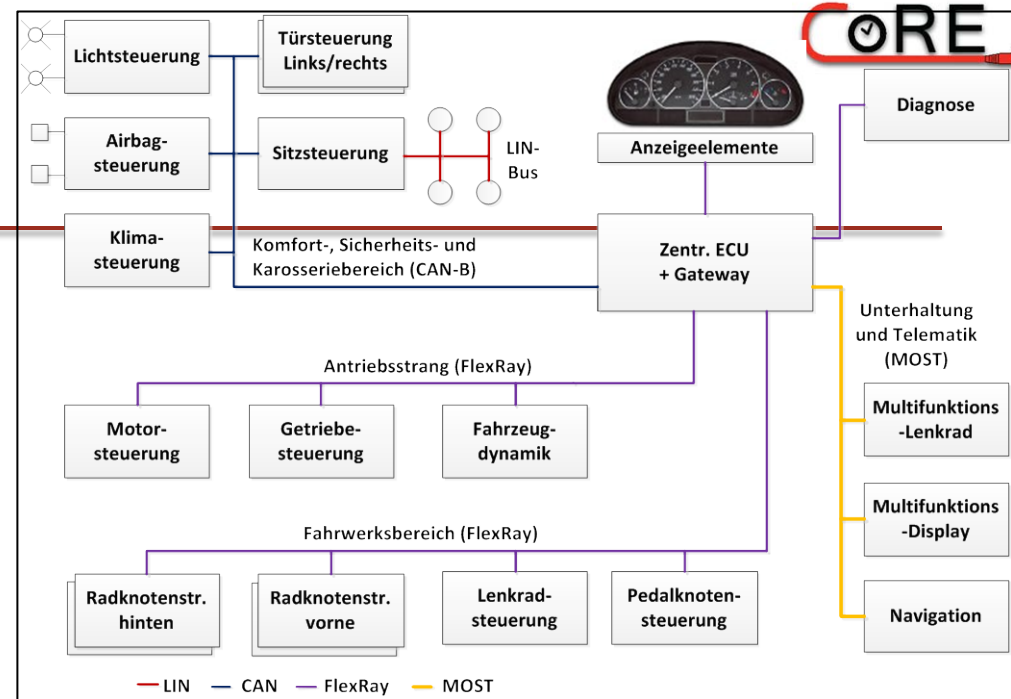 CoRE
Lichtsteuerung
Türsteuerung
Links/rechts
Diagnose
Airbag-
steuerung
Sitzsteuerung
LIN-
Bus
Anzeigeelemente
Klima-
steuerung
Komfort-, Sicherheits- und
Karosseriebereich (CAN-B)
Zentr. ECU
+ Gateway
Unterhaltung
und Telematik
(MOST)
Antriebsstrang (FlexRay)
Motor-
steuerung
Getriebe-
steuerung
Fahrzeug-
dynamik
Multifunktions
-Lenkrad
Multifunktions
-Display
Fahrwerksbereich (FlexRay)
Radknotenstr.
hinten
Radknotenstr.
vorne
Lenkrad-
steuerung
Pedalknoten-
steuerung
Navigation
LIN
CAN
FlexRay
MOST